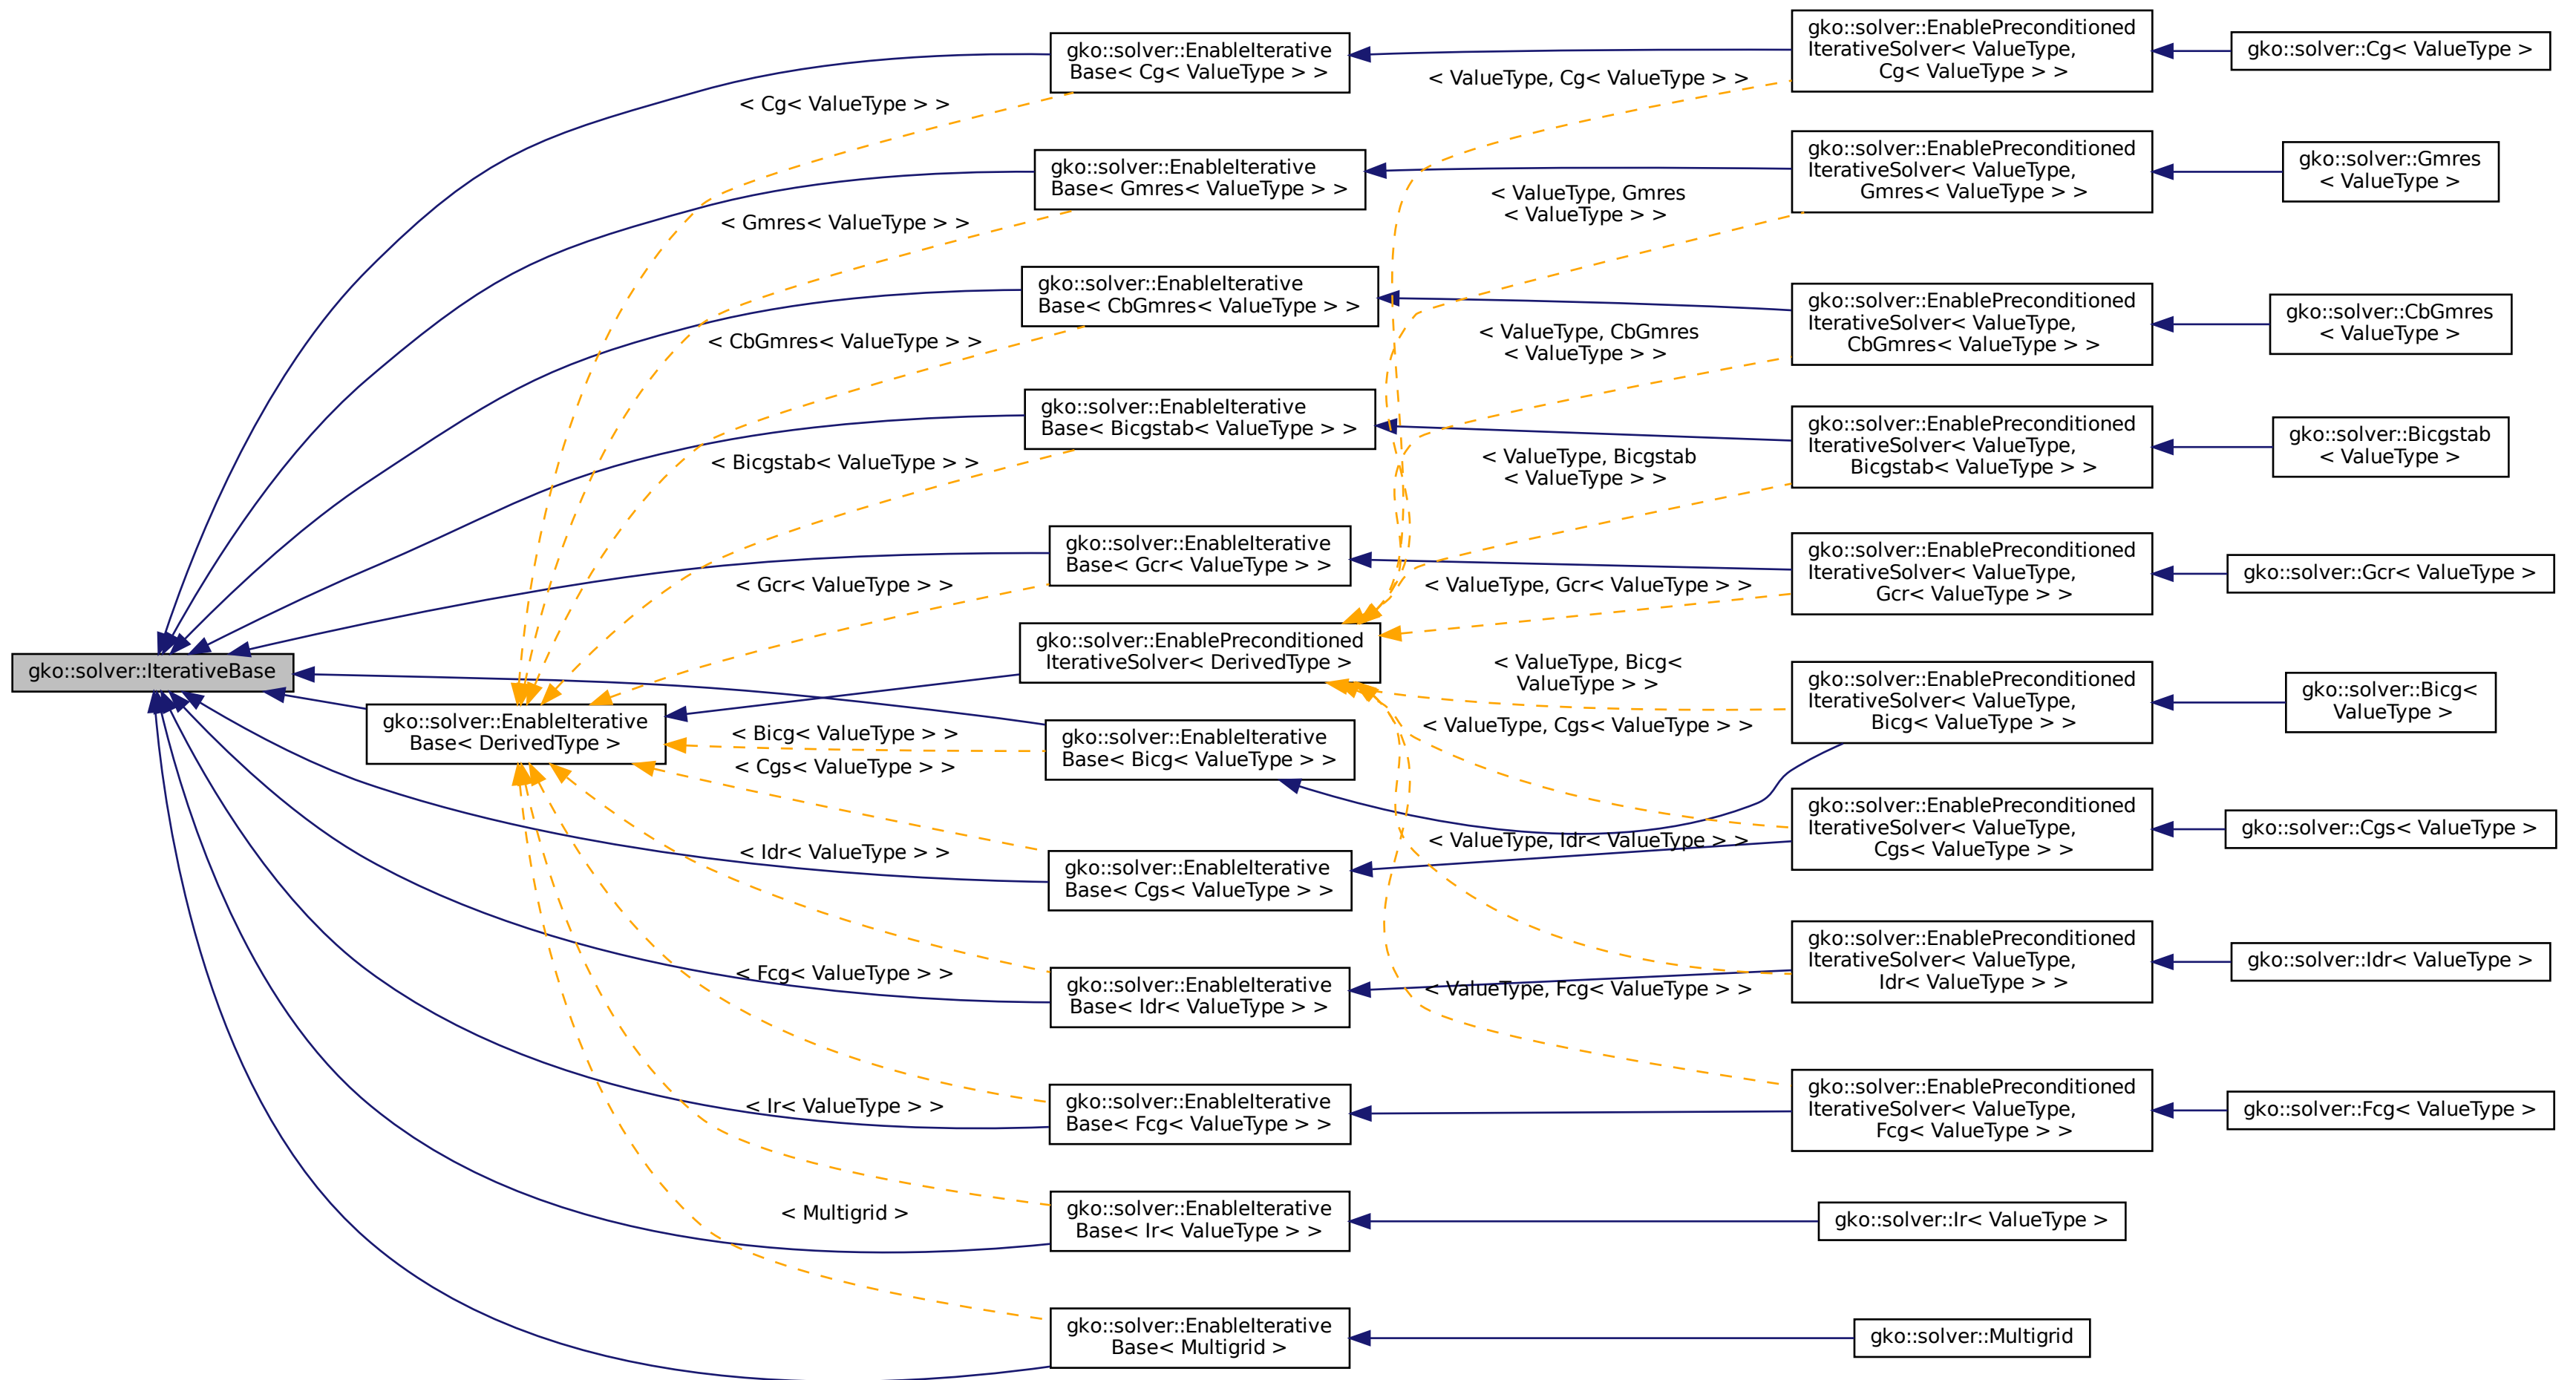 gko::solver::IterativeBase
gko::solver::EnableIterative
Base< DerivedType >
< Cg< ValueType > >
< Gmres< ValueType > >
< CbGmres< ValueType > >
< Bicgstab< ValueType > >
< Gcr< ValueType > >
< Bicg< ValueType > >
< Cgs< ValueType > >
< Idr< ValueType > >
< Fcg< ValueType > >
< Ir< ValueType > >
< Multigrid >
gko::solver::EnableIterative
Base< Cg< ValueType > >
gko::solver::EnableIterative
Base< Gmres< ValueType > >
gko::solver::EnableIterative
Base< CbGmres< ValueType > >
gko::solver::EnableIterative
Base< Bicgstab< ValueType > >
gko::solver::EnableIterative
Base< Gcr< ValueType > >
gko::solver::EnablePreconditioned
IterativeSolver< DerivedType >
gko::solver::EnableIterative
Base< Bicg< ValueType > >
gko::solver::EnableIterative
Base< Cgs< ValueType > >
gko::solver::EnableIterative
Base< Idr< ValueType > >
gko::solver::EnableIterative
Base< Fcg< ValueType > >
gko::solver::EnableIterative
Base< Ir< ValueType > >
gko::solver::EnableIterative
Base< Multigrid >
< ValueType, Cg< ValueType > >
< ValueType, Gmres
< ValueType > >
< ValueType, CbGmres
< ValueType > >
< ValueType, Bicgstab
< ValueType > >
< ValueType, Gcr< ValueType > >
< ValueType, Bicg<
ValueType > >
< ValueType, Cgs< ValueType > >
< ValueType, Idr< ValueType > >
< ValueType, Fcg< ValueType > >
gko::solver::EnablePreconditioned
IterativeSolver< ValueType,
Cg< ValueType > >
gko::solver::EnablePreconditioned
IterativeSolver< ValueType,
Gmres< ValueType > >
gko::solver::EnablePreconditioned
IterativeSolver< ValueType,
CbGmres< ValueType > >
gko::solver::EnablePreconditioned
IterativeSolver< ValueType,
Bicgstab< ValueType > >
gko::solver::EnablePreconditioned
IterativeSolver< ValueType,
Gcr< ValueType > >
gko::solver::EnablePreconditioned
IterativeSolver< ValueType,
Bicg< ValueType > >
gko::solver::EnablePreconditioned
IterativeSolver< ValueType,
Cgs< ValueType > >
gko::solver::EnablePreconditioned
IterativeSolver< ValueType,
Idr< ValueType > >
gko::solver::EnablePreconditioned
IterativeSolver< ValueType,
Fcg< ValueType > >
gko::solver::Ir< ValueType >
gko::solver::Multigrid
gko::solver::Cg< ValueType >
gko::solver::Gmres
< ValueType >
gko::solver::CbGmres
< ValueType >
gko::solver::Bicgstab
< ValueType >
gko::solver::Gcr< ValueType >
gko::solver::Bicg<
ValueType >
gko::solver::Cgs< ValueType >
gko::solver::Idr< ValueType >
gko::solver::Fcg< ValueType >